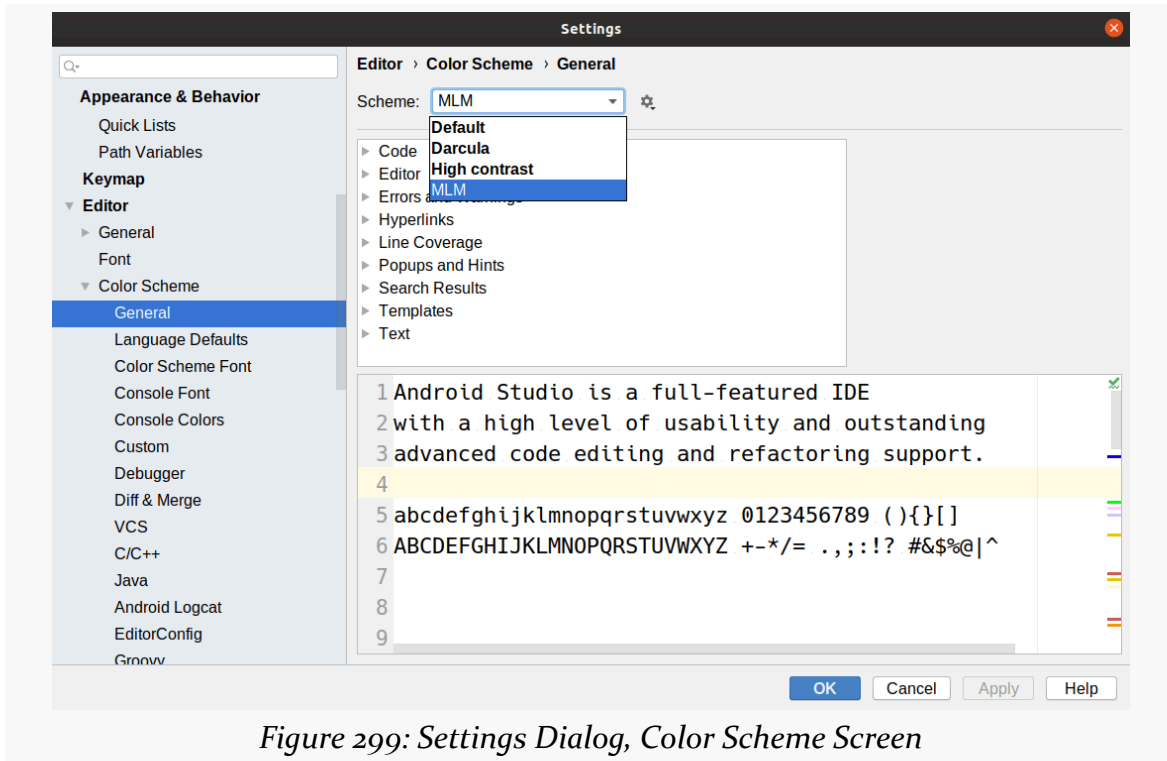 Settings
Appearance & Behavior
Quick Lists
Path Variables
Keymap
Editor
General
Font
Color Scheme
General
Language Defaults
Color Scheme Font
Console Font
Console Colors
Custom
Debugger
Diff & Merge
VCS
C/C++
Java
Android Logcat
EditorConfig
Groovy
Editor › Color Scheme › General
Scheme: MLM
Default
Darcula
High contrast
MLM
Code
Editor
Errors and Warnings
Hyperlinks
Line Coverage
Popups and Hints
Search Results
Templates
Text
1 Android Studio is a full-featured IDE
2 with a high level of usability and outstanding
3 advanced code editing and refactoring support.
4
5 abcdefghijklmnopqrstuvwxyz 0123456789 (){}[]
6 ABCDEFGHIJKLMNOPQRSTUVWXYZ +-*/= .,;:!? #&$%@|^
7
8
9
OK Cancel Apply Help
Figure 299: Settings Dialog, Color Scheme Screen